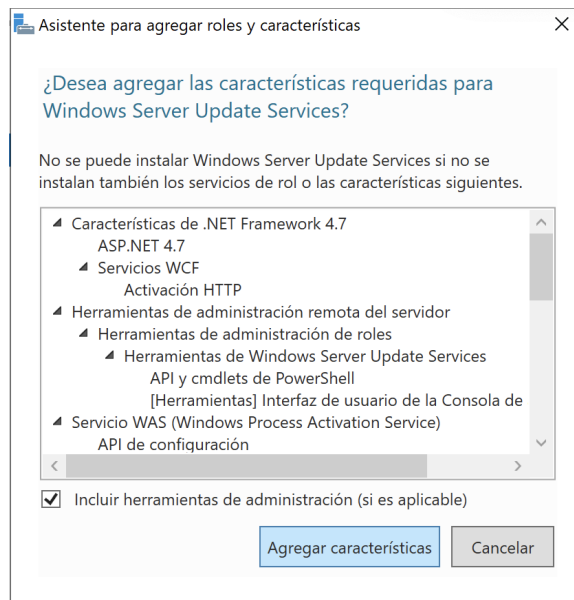 Asistente para agregar roles y características
¿Desea agregar las características requeridas para
Windows Server Update Services?
No se puede instalar Windows Server Update Services si no se
instalan también los servicios de rol o las características siguientes.
Características de .NET Framework 4.7
ASP.NET 4.7
Servicios WCF
Activación HTTP
Herramientas de administración remota del servidor
Herramientas de administración de roles
Herramientas de Windows Server Update Services
API y cmdlets de PowerShell
[Herramientas] Interfaz de usuario de la Consola de
Servicio WAS (Windows Process Activation Service)
API de configuración
Incluir herramientas de administración (si es aplicable)
Agregar características
Cancelar